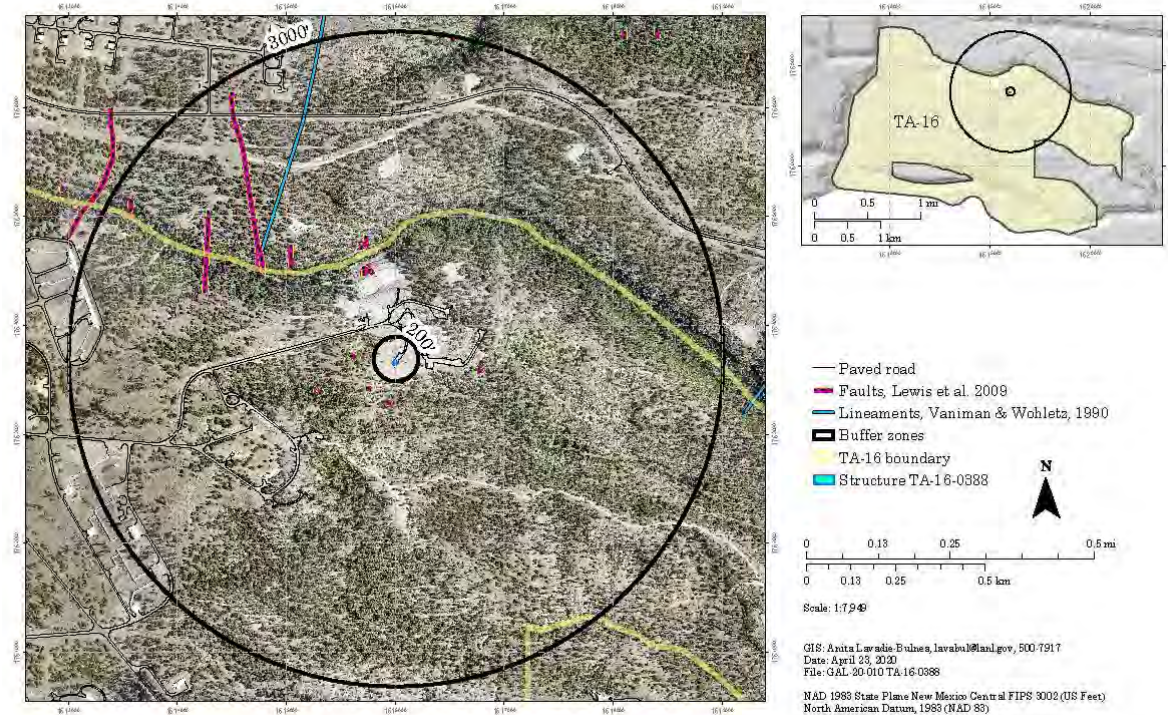 3000'
200'
TA-16
0 0.5 1 mi
0 0.5 1 km
Paved road
Faults, Lewis et al. 2009
Lineaments, Vaniman & Wohletz, 1990
Buffer zones
TA-16 boundary
Structure TA-16-0388
N
0 0.13 0.25 0.5 mi
0 0.13 0.25 0.5 km
Scale: 1:7,949
GIS: Anita Lavadie-Bulnes, lavabul@lanl.gov, 500-7917
Date: April 23, 2020
File: GAL-20-010 TA-16-0388
NAD 1983 State Plane New Mexico Central FIPS 3002 (US Feet)
North American Datum, 1983 (NAD 83)